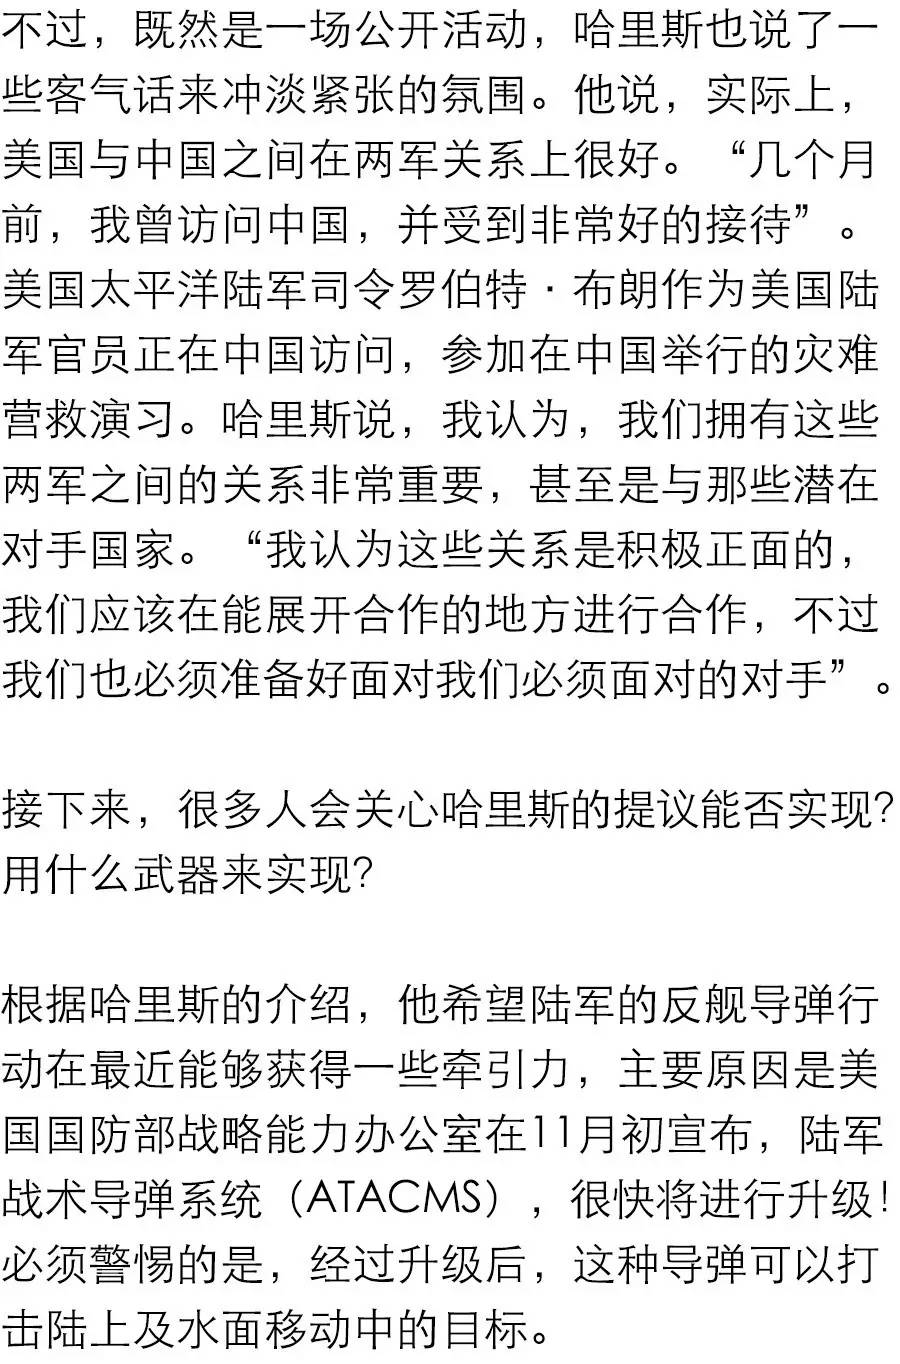 不过，既然是一场公开活动，哈里斯也说了一
些客气话来冲淡紧张的氛围。他说，实际上，
美国与中国之间在两军关系上很好。“几个月
前，我曾访问中国，并受到非常好的接待”。
美国太平洋陆军司令罗伯特·布朗作为美国陆
军官员正在中国访问，参加在中国举行的灾难
营救演习。哈里斯说，我认为，我们拥有这些
两军之间的关系非常重要，甚至是与那些潜在
对手国家。“我认为这些关系是积极正面的，
我们应该在能展开合作的地方进行合作，不过
我们也必须准备好面对我们必须面对的对手”。
接下来，很多人会关心哈里斯的提议能否实现？
用什么武器来实现？
根据哈里斯的介绍，他希望陆军的反舰导弹行
动在最近能够获得一些牵引力，主要原因是美
国国防部战略能力办公室在11月初宣布，陆军
战术导弹系统（ATACMS），很快将进行升级！
必须警惕的是，经过升级后，这种导弹可以打
击陆上及水面移动中的目标。